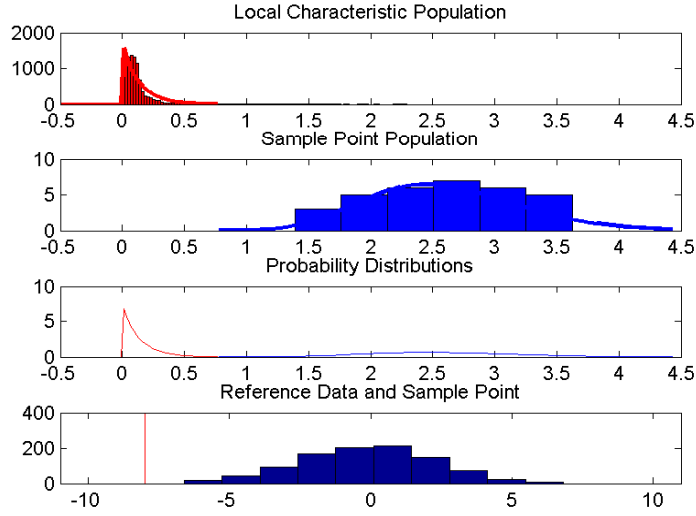 Local Characteristic Population
2000
1000
0
-0.5 0 0.5 1 1.5 2 2.5 3 3.5 4 4.5
Sample Point Population
10
5
0
-0.5 0 0.5 1 1.5 2 2.5 3 3.5 4 4.5
Probability Distributions
10
5
0
-0.5 0 0.5 1 1.5 2 2.5 3 3.5 4 4.5
Reference Data and Sample Point
400
200
0
-10 -5 0 5 10